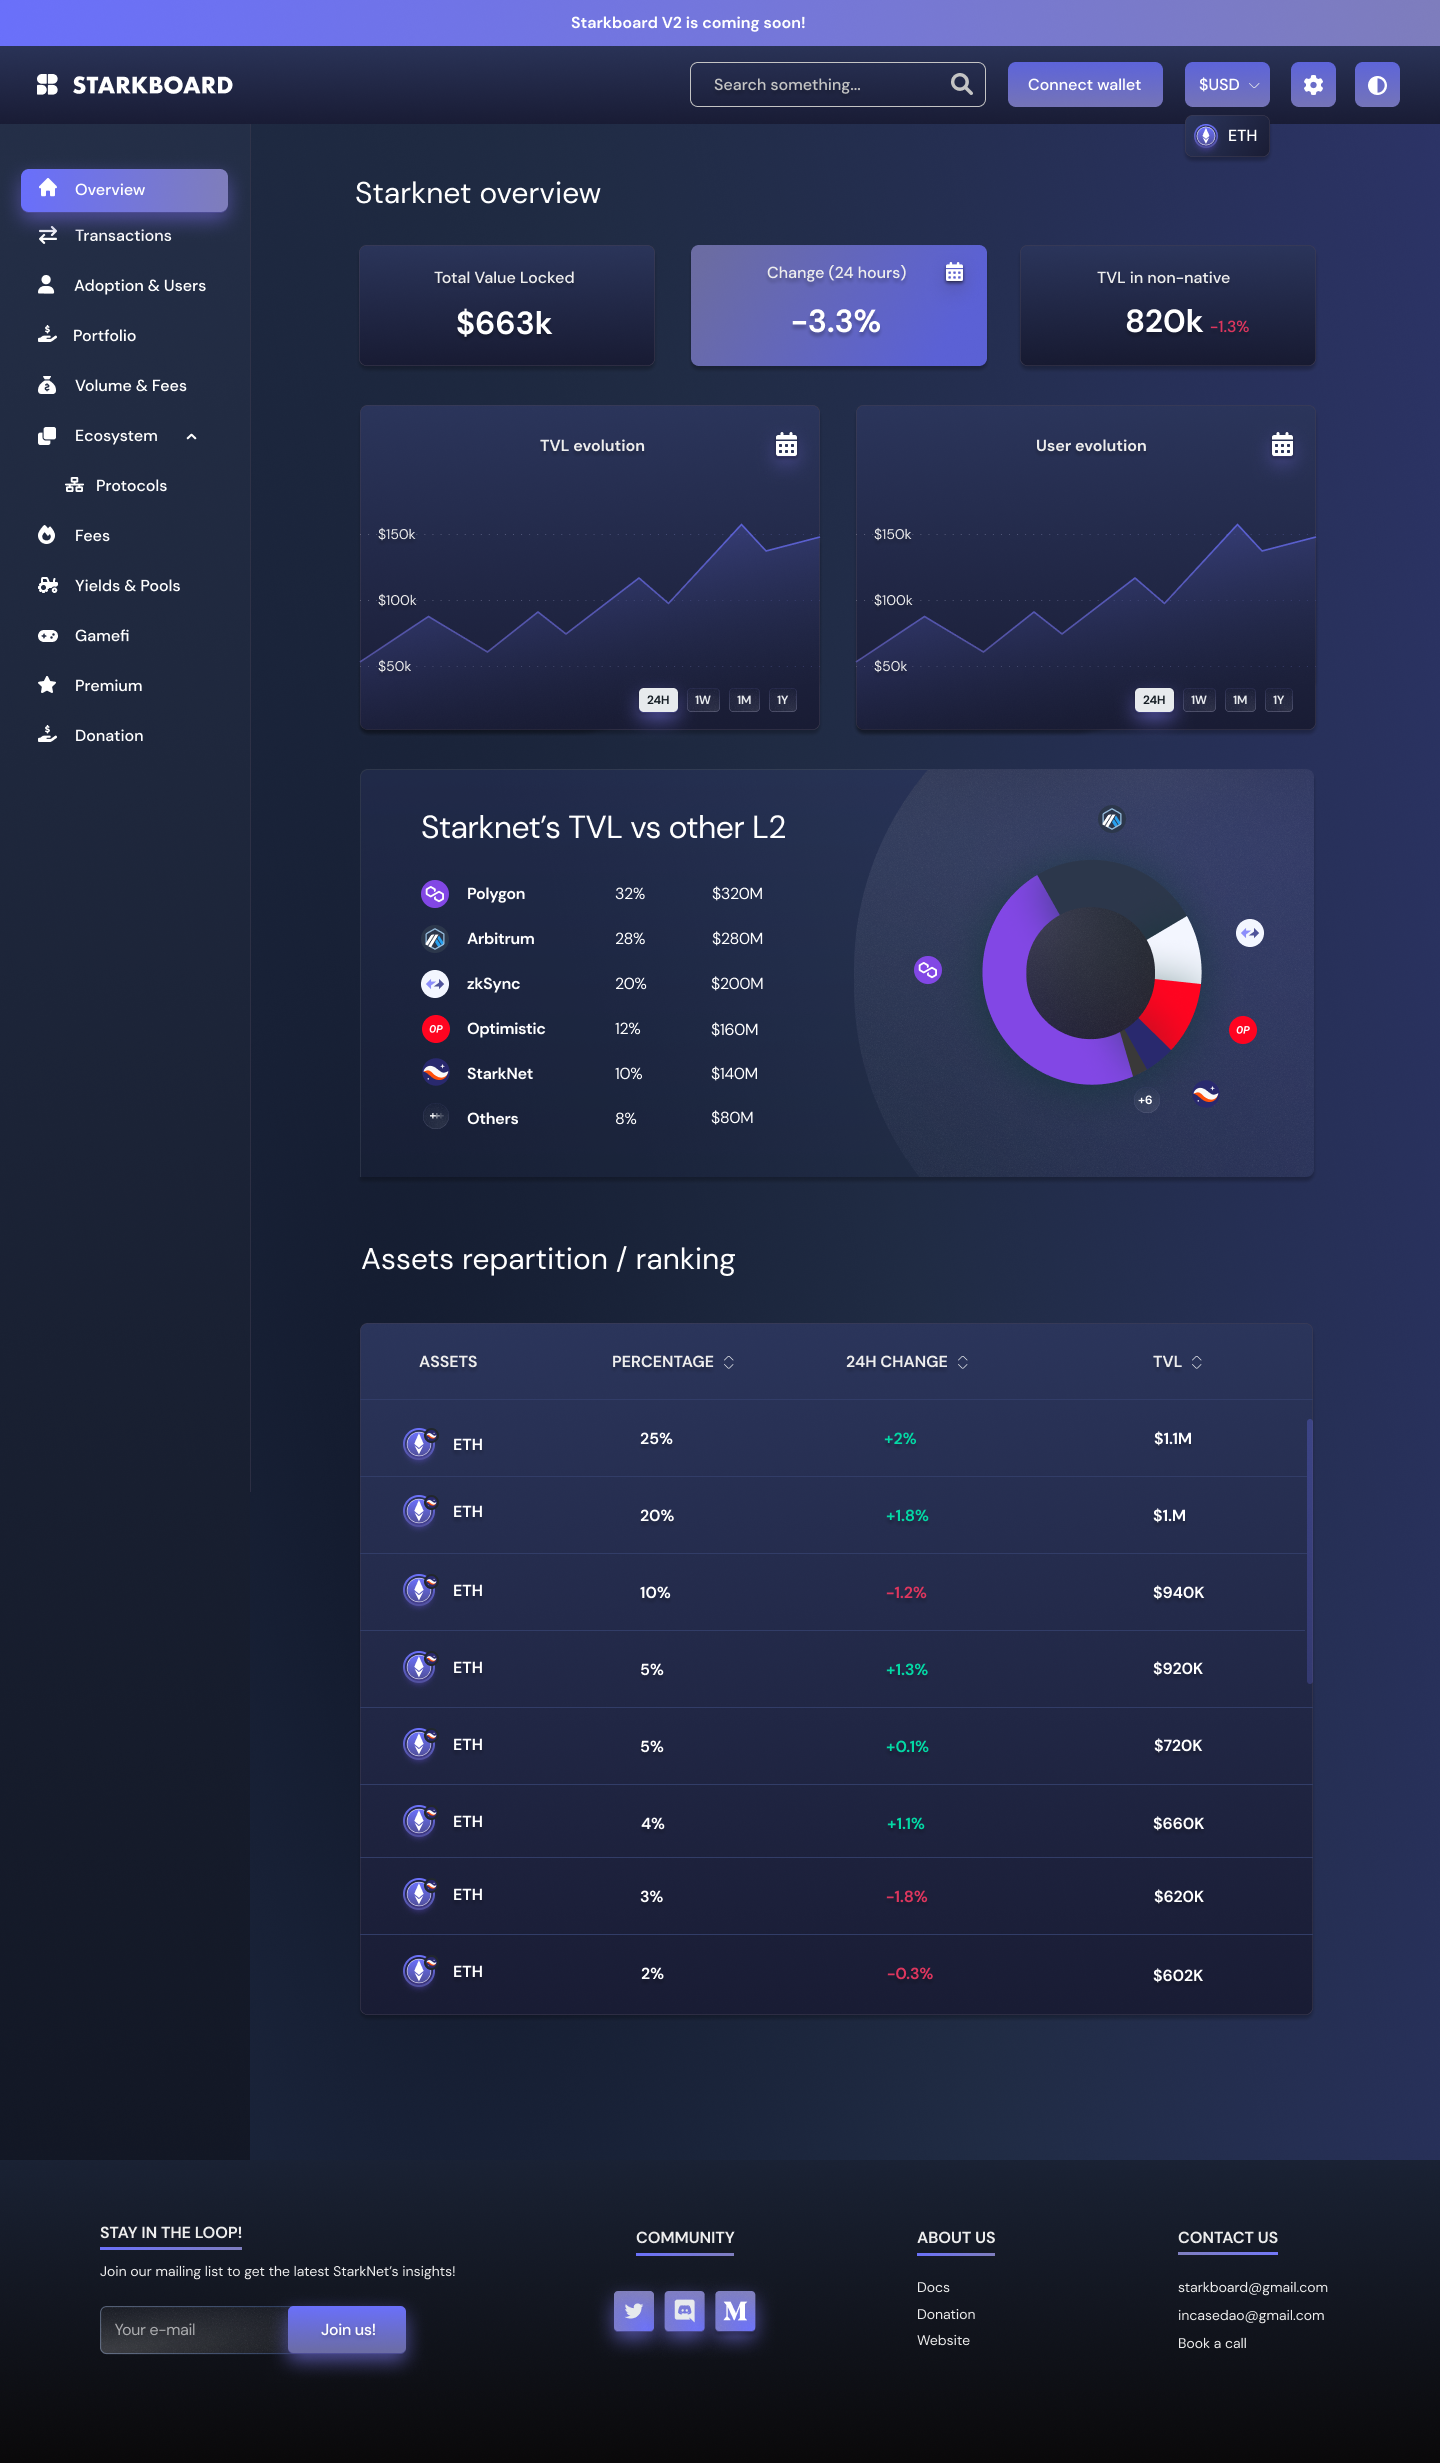 Starkboard V2 is coming soon!
STARKBOARD
Search something...
Connect wallet
$USD
ETH
Overview
Transactions
Adoption & Users
Portfolio
Volume & Fees
Ecosystem
Protocols
Fees
Yields & Pools
Gamefi
Premium
Donation
Starknet overview
Total Value Locked
$663k
Change (24 hours)
-3.3%
TVL in non-native
820k -1.3%
TVL evolution
$150k
$100k
$50k
24H 1W 1M 1Y
User evolution
$150k
$100k
$50k
24H 1W 1M 1Y
Starknet’s TVL vs other L2
Polygon 32% $320M
Arbitrum 28% $280M
zkSync 20% $200M
OP Optimistic 12% $160M
StarkNet 10% $140M
Others 8% $80M
OP
+6
Assets repartition / ranking
ASSETS PERCENTAGE 24H CHANGE TVL
ETH 25% +2% $1.1M
ETH 20% +1.8% $1.M
ETH 10% -1.2% $940K
ETH 5% +1.3% $920K
ETH 5% +0.1% $720K
ETH 4% +1.1% $660K
ETH 3% -1.8% $620K
ETH 2% -0.3% $602K
STAY IN THE LOOP!
Join our mailing list to get the latest StarkNet’s insights!
Your e-mail
Join us!
COMMUNITY
M
ABOUT US
Docs
Donation
Website
CONTACT US
starkboard@gmail.com
incasedao@gmail.com
Book a call